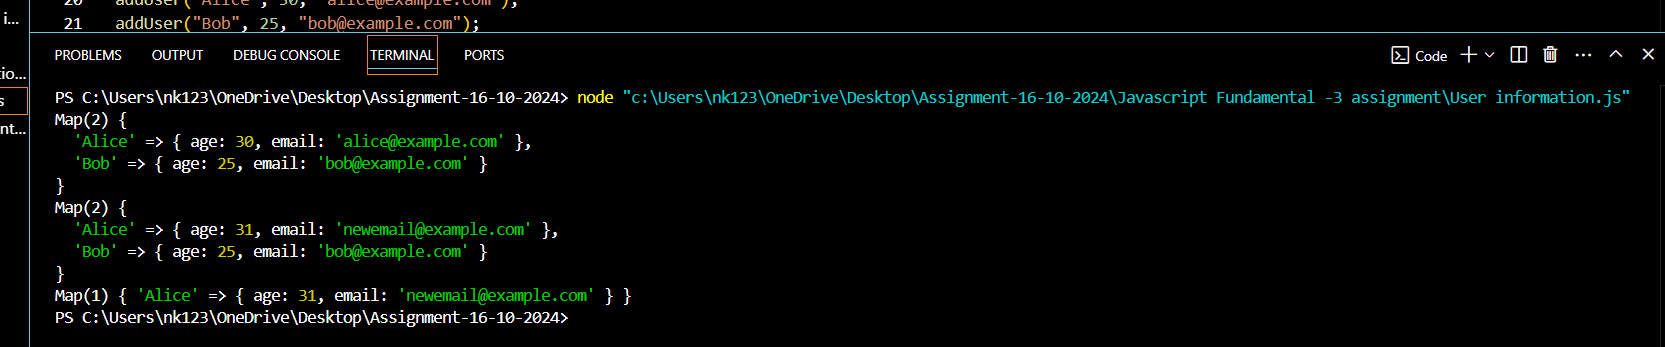 i...
20 addUser("Alice", 30, "alice@example.com");
21 addUser("Bob", 25, "bob@example.com");
PROBLEMS OUTPUT DEBUG CONSOLE TERMINAL PORTS Code
tio...
s
nt...
PS C:\Users\nk123\OneDrive\Desktop\Assignment-16-10-2024> node "c:\Users\nk123\OneDrive\Desktop\Assignment-16-10-2024\Javascript Fundamental -3 assignment\User information.js"
Map(2) {
  'Alice' => { age: 30, email: 'alice@example.com' },
  'Bob' => { age: 25, email: 'bob@example.com' }
}
Map(2) {
  'Alice' => { age: 31, email: 'newemail@example.com' },
  'Bob' => { age: 25, email: 'bob@example.com' }
}
Map(1) { 'Alice' => { age: 31, email: 'newemail@example.com' } }
PS C:\Users\nk123\OneDrive\Desktop\Assignment-16-10-2024>